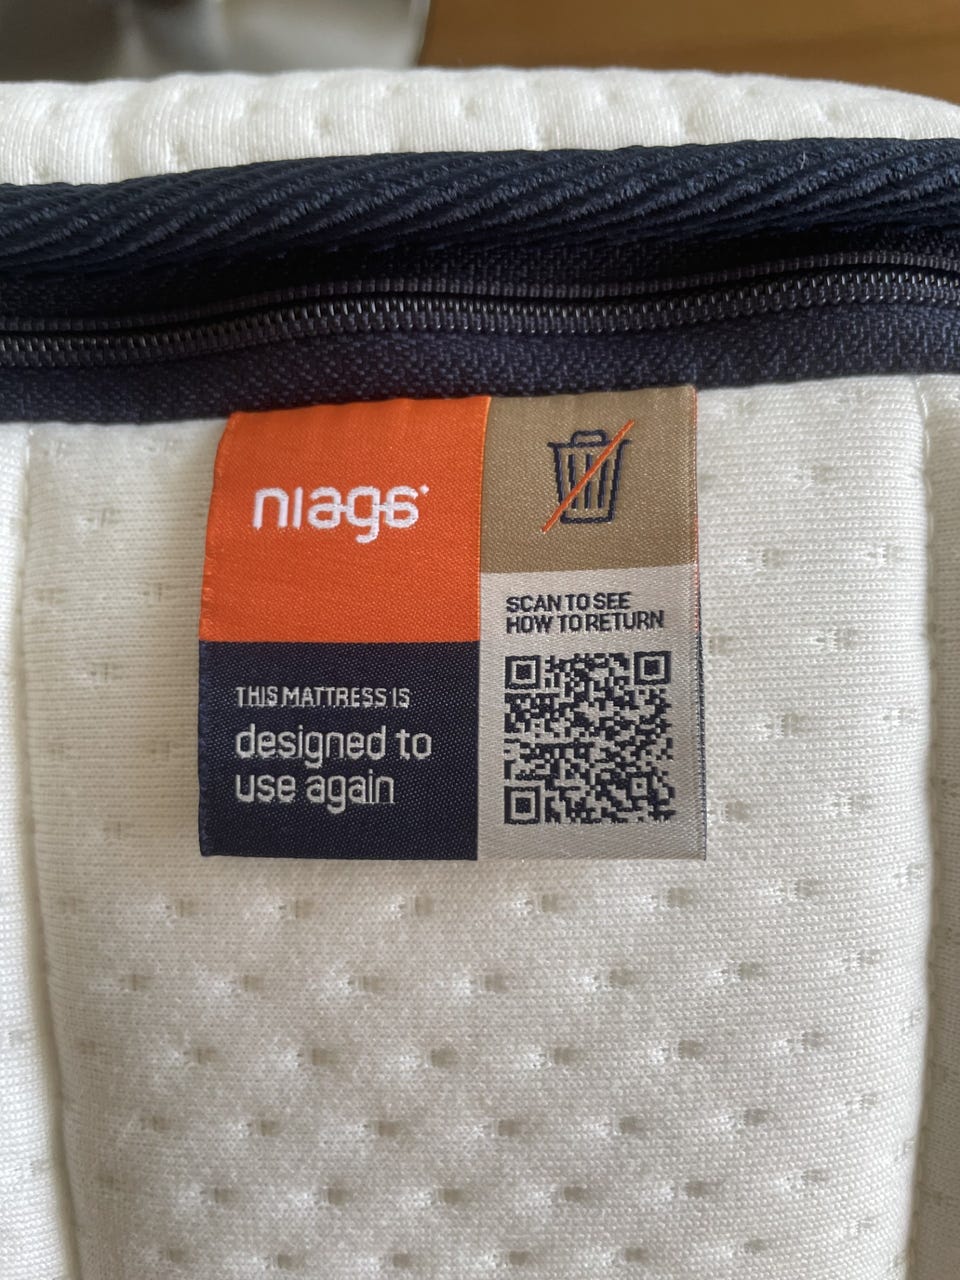 niaga
SCAN TO SEE
HOW TO RETURN
THIS MATTRESS IS
designed to
use again